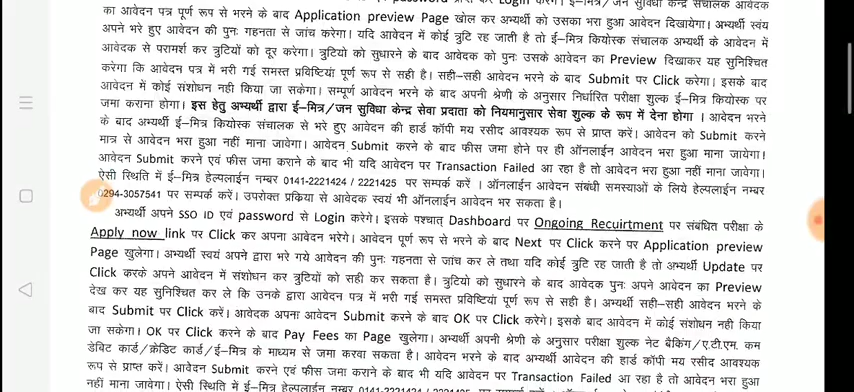 का आवेदन पत्र पूर्ण रूप से भरने के बाद Application preview Page खोल कर अभ्यर्थी को उसका भरा हुआ आवेदन दिखायेगा। अभ्यर्थी स्वंय
अपने भरे हुए आवेदन की पुनः गहनता से जांच करेगा। यदि आवेदन में कोई त्रुटि रह जाती है तो ई–मित्र कियोस्क संचालक अभ्यर्थी के आवेदन में
आवेदक से परामर्श कर त्रुटियों को दूर करेगा। त्रुटियो को सुधारने के बाद आवेदक को पुनः उसके आवेदन का Preview दिखाकर यह सुनिश्चित
करेगा कि आवेदन पत्र में भरी गई समस्त प्रविष्टियां पूर्ण रूप से सही है। सही–सही आवेदन भरने के बाद Submit पर Click करेगा। इसके बाद
आवेदन में कोई संशोधन नही किया जा सकेगा। सम्पूर्ण आवेदन भरने के बाद अपनी श्रेणी के अनुसार निर्धारित परीक्षा शुल्क ई–मित्र कियोस्क पर
जमा कराना होगा। इस हेतु अभ्यर्थी द्वारा ई–मित्र/जन सुविधा केन्द्र सेवा प्रदाता को नियमानुसार सेवा शुल्क के रूप में देना होगा । आवेदन भरने
के बाद अभ्यर्थी ई–मित्र कियोस्क संचालक से भरे हुए आवेदन की हार्ड कॉपी मय रसीद आवश्यक रूप से प्राप्त करें। आवेदन को Submit करने
मात्र से आवेदन भरा हुआ नहीं माना जावेगा। आवेदन Submit करने के बाद फीस जमा होने पर ही ऑनलाईन आवेदन भरा हुआ माना जायेगा।
आवेदन Submit करने एवं फीस जमा कराने के बाद भी यदि आवेदन पर Transaction Failed आ रहा है तो आवेदन भरा हुआ नहीं माना जावेगा।
ऐसी स्थिति में ई–मित्र हेल्पलाईन नम्बर 0141-2221424 / 2221425 पर सम्पर्क करें । ऑनलाईन आवेदन संबंधी समस्याओं के लिये हेल्पलाईन नम्बर
0294-3057541 पर सम्पर्क करें। उपरोक्त प्रक्रिया से आवेदक स्वयं भी ऑनलाईन आवेदन भर सकता है।
अभ्यर्थी अपने SSO ID एवं password से Login करेगे। इसके पश्चात् Dashboard पर Ongoing Recuirtment पर संबंधित परीक्षा के
Apply now link पर Click कर अपना आवेदन भरेगे। आवेदन पूर्ण रूप से भरने के बाद Next पर Click करने पर Application preview
Page खुलेगा। अभ्यर्थी स्वयं अपने द्वारा भरे गये आवेदन की पुनः गहनता से जांच कर ले तथा यदि कोई त्रुटि रह जाती है तो अभ्यर्थी Update पर
Click करके अपने आवेदन में संशोधन कर त्रुटियों को सही कर सकता है। त्रुटियो को सुधारने के बाद आवेदक पुनः अपने आवेदन का Preview
देख कर यह सुनिश्चित कर ले कि उनके द्वारा आवेदन पत्र में भरी गई समस्त प्रविष्टियां पूर्ण रूप से सही है। अभ्यर्थी सही–सही आवेदन भरने के
बाद Submit पर Click करें। आवेदक अपना आवेदन Submit करने के बाद OK पर Click करेगे। इसके बाद आवेदन में कोई संशोधन नही किया
जा सकेगा। OK पर Click करने के बाद Pay Fees का Page खुलेगा। अभ्यर्थी अपनी श्रेणी के अनुसार परीक्षा शुल्क नेट बैकिंग/ए.टी.एम. कम
डेबिट कार्ड/क्रेडिट कार्ड/ई–मित्र के माध्यम से जमा करवा सकता है। आवेदन भरने के बाद अभ्यर्थी आवेदन की हार्ड कॉपी मय रसीद आवश्यक
रूप से प्राप्त करें। आवेदन Submit करने एवं फीस जमा कराने के बाद भी यदि आवेदन पर Transaction Failed आ रहा है तो आवेदन भरा हुआ
नहीं माना जावेगा। ऐसी स्थिति में ई–मित्र हेल्पलाईन नम्बर